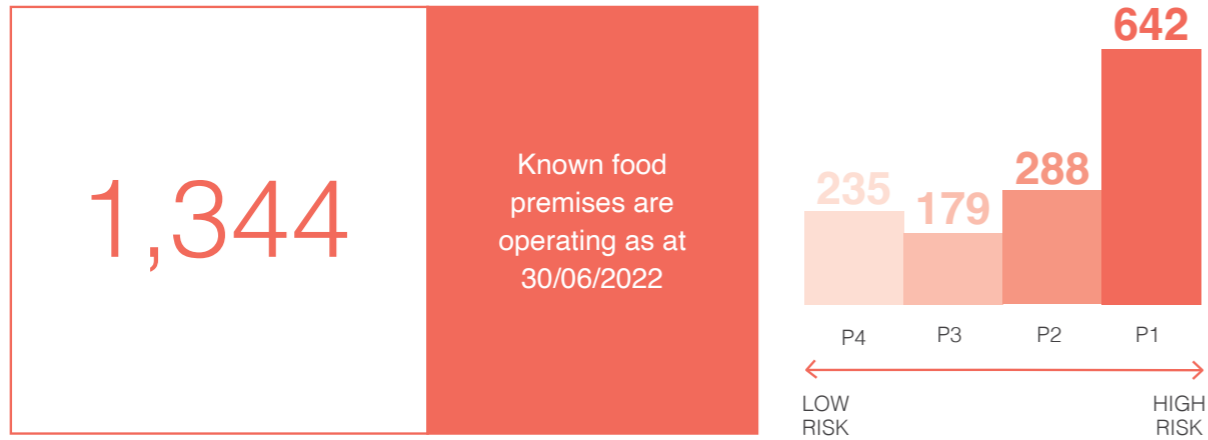 1,344
Known food
premises are
operating as at
30/06/2022
642
288
235
179
P4 P3 P2 P1
LOW
RISK
HIGH
RISK